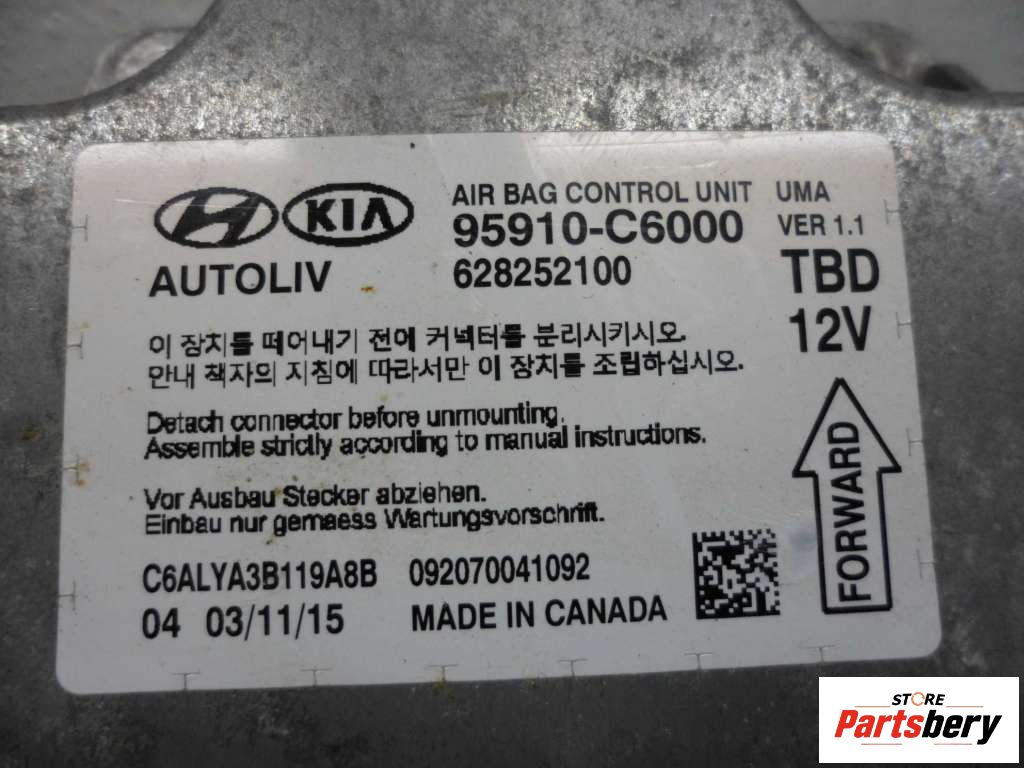 KIA
AIR BAG CONTROL UNIT UMA
95910-C6000 VER 1.1
AUTOLIV 628252100 TBD
12V
이 장치를 떼어내기 전에 커넥터를 분리시키시오.
안내 책자의 지침에 따라서만 이 장치를 조립하십시오.
Detach connector before unmounting.
Assemble strictly according to manual instructions.
FORWARD
Vor Ausbau Stecker abziehen.
Einbau nur gemaess Wartungsvorschrift.
C6ALYA3B119A8B 092070041092
04 03/11/15 MADE IN CANADA
STORE
Partsbery